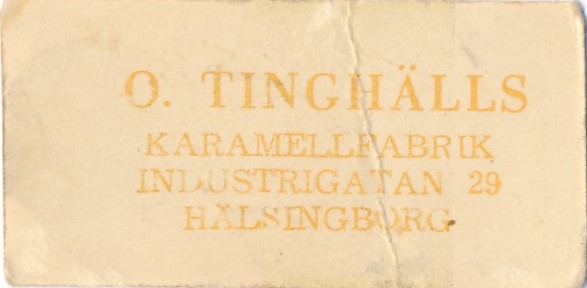 O. TINGHÄLLS
KARAMELLFABRIK
INDUSTRIGATAN 29
HÄLSINGBORG